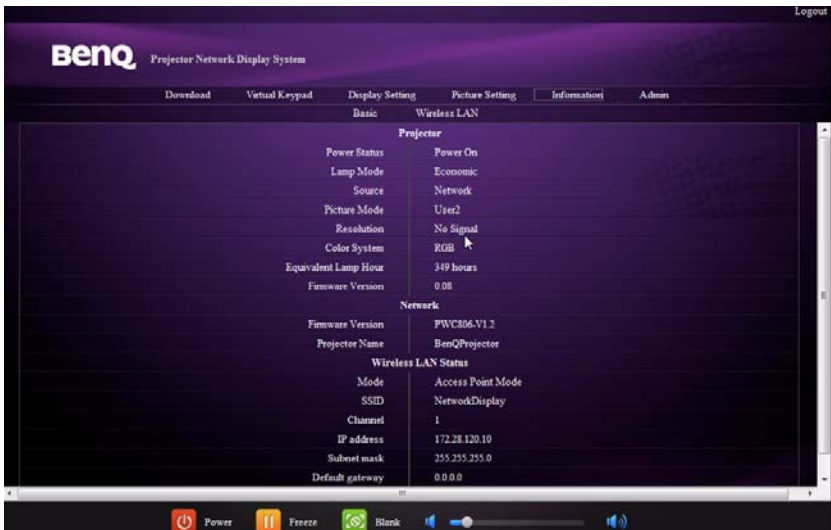 Logout
BenQ Projector Network Display System
Download Virtual Keypad Display Setting Picture Setting Information Admin
Basic Wireless LAN
Projector
Power Status Power On
Lamp Mode Economic
Source Network
Picture Mode User2
Resolution No Signal
Color System RGB
Equivalent Lamp Hour 349 hours
Firmware Version 0.08
Network
Firmware Version PWC806-V1.2
Projector Name BenQProjector
Wireless LAN Status
Mode Access Point Mode
SSID NetworkDisplay
Channel 1
IP address 172.28.120.10
Subnet mask 255.255.255.0
Default gateway 0.0.0.0
Power Freeze Blank